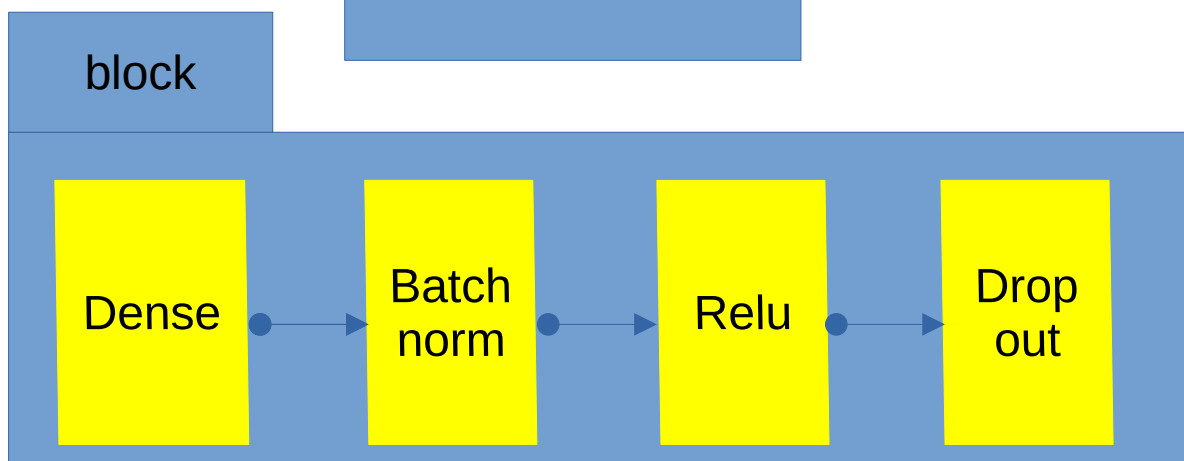 block
Dense
Batch
norm
Relu
Drop
out